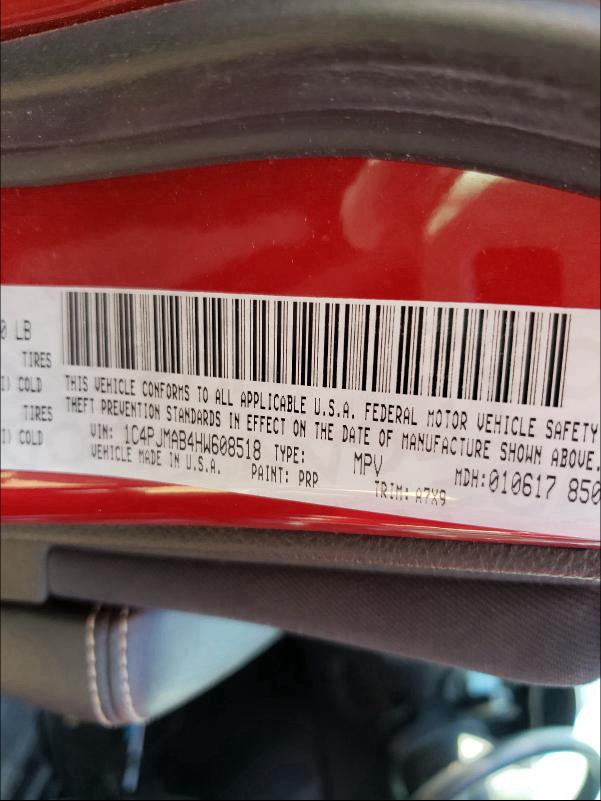 0 LB
TIRES
I) COLD
TIRES
I) COLD
THIS VEHICLE CONFORMS TO ALL APPLICABLE U.S.A. FEDERAL MOTOR VEHICLE SAFETY
THEFT PREVENTION STANDARDS IN EFFECT ON THE DATE OF MANUFACTURE SHOWN ABOVE.
VIN: 1C4PJMAB4HW608518 TYPE: MPV MDH:010617 850
VEHICLE MADE IN U.S.A. PAINT: PRP TRIM: A7X9